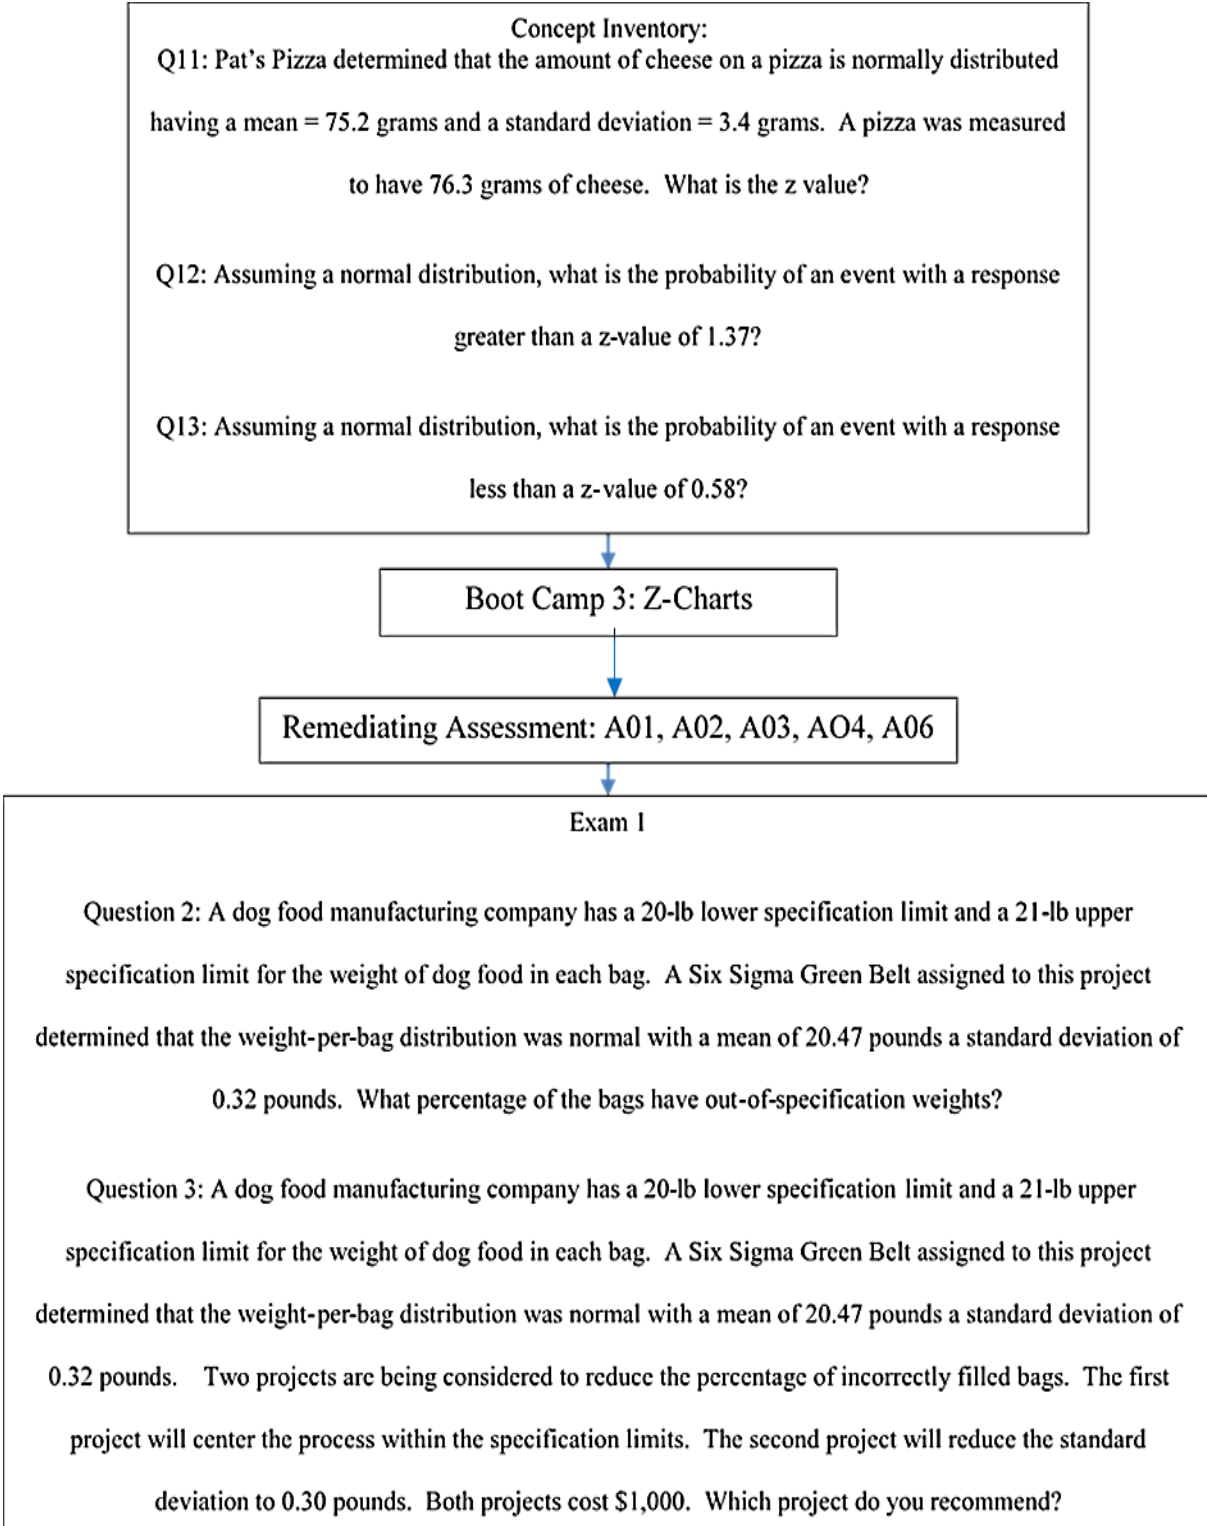 Concept Inventory:
Q11: Pat's Pizza determined that the amount of cheese on a pizza is normally distributed
having a mean = 75.2 grams and a standard deviation = 3.4 grams.  A pizza was measured
to have 76.3 grams of cheese.  What is the z value?
Q12: Assuming a normal distribution, what is the probability of an event with a response
greater than a z-value of 1.37?
Q13: Assuming a normal distribution, what is the probability of an event with a response
less than a z-value of 0.58?
Boot Camp 3: Z-Charts
Remediating Assessment: A01, A02, A03, AO4, A06
Exam 1
Question 2: A dog food manufacturing company has a 20-lb lower specification limit and a 21-lb upper
specification limit for the weight of dog food in each bag.  A Six Sigma Green Belt assigned to this project
determined that the weight-per-bag distribution was normal with a mean of 20.47 pounds a standard deviation of
0.32 pounds.  What percentage of the bags have out-of-specification weights?
Question 3: A dog food manufacturing company has a 20-lb lower specification limit and a 21-lb upper
specification limit for the weight of dog food in each bag.  A Six Sigma Green Belt assigned to this project
determined that the weight-per-bag distribution was normal with a mean of 20.47 pounds a standard deviation of
0.32 pounds.   Two projects are being considered to reduce the percentage of incorrectly filled bags.  The first
project will center the process within the specification limits.  The second project will reduce the standard
deviation to 0.30 pounds.  Both projects cost $1,000.  Which project do you recommend?